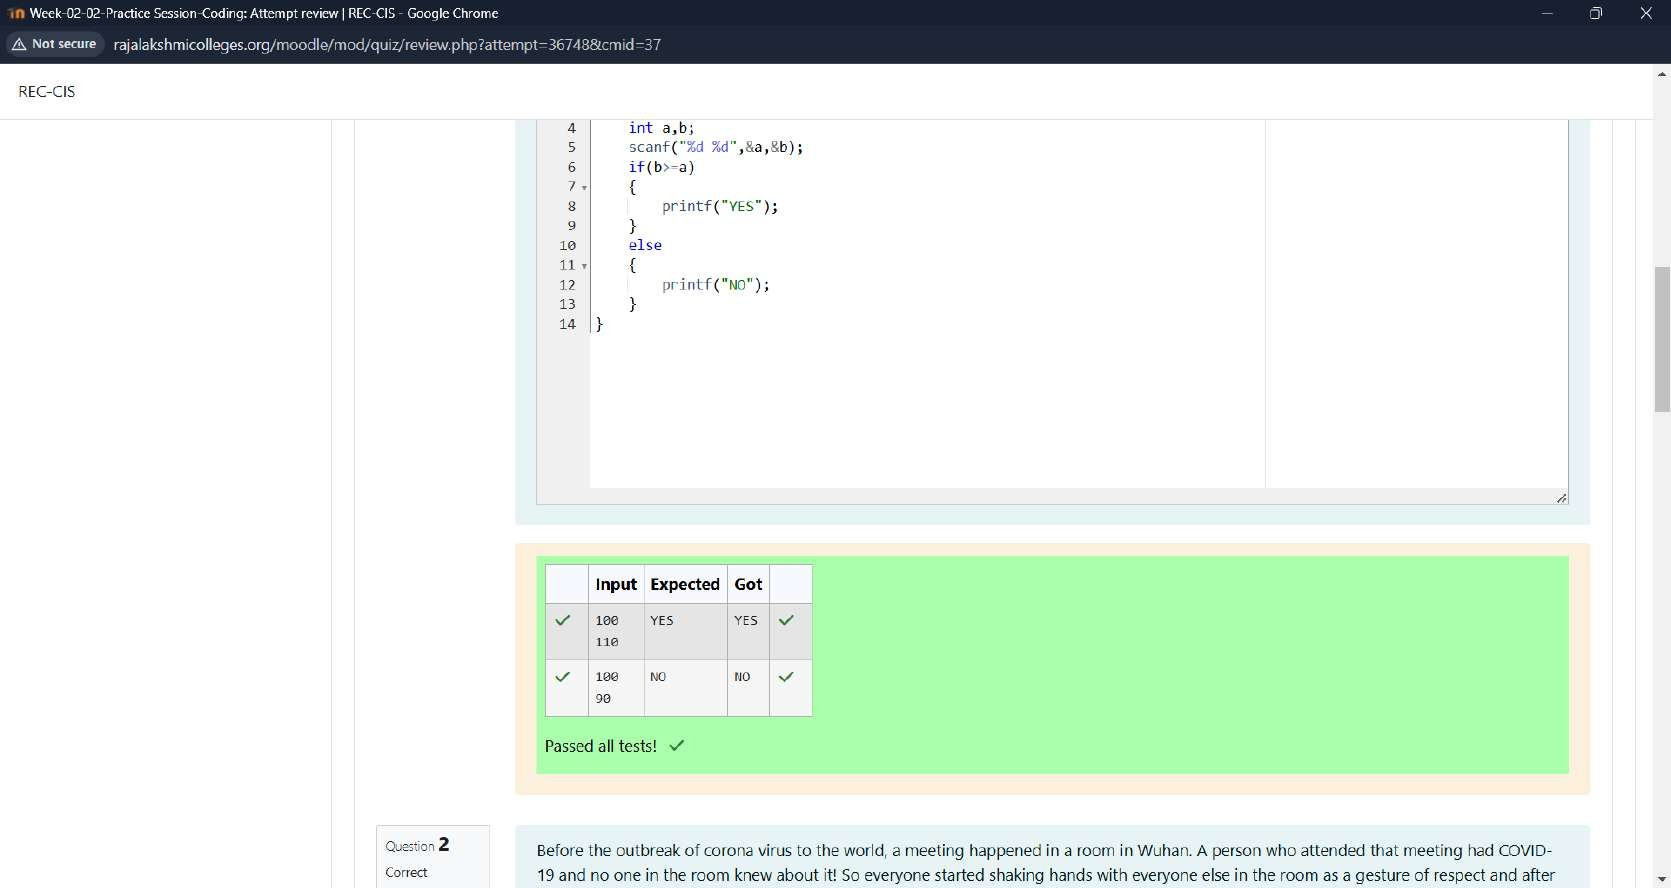 Week-02-02-Practice Session-Coding: Attempt review | REC-CIS - Google Chrome
Not secure rajalakshmicolleges.org/moodle/mod/quiz/review.php?attempt=36748&cmid=37
REC-CIS
4 int a,b;
5 scanf("%d %d",&a,&b);
6 if(b>=a)
7 {
8 printf("YES");
9 }
10 else
11 {
12 printf("NO");
13 }
14 }
Input Expected Got
100 YES YES
110
100 NO NO
90
Passed all tests!
Question 2
Correct
Before the outbreak of corona virus to the world, a meeting happened in a room in Wuhan. A person who attended that meeting had COVID-
19 and no one in the room knew about it! So everyone started shaking hands with everyone else in the room as a gesture of respect and after